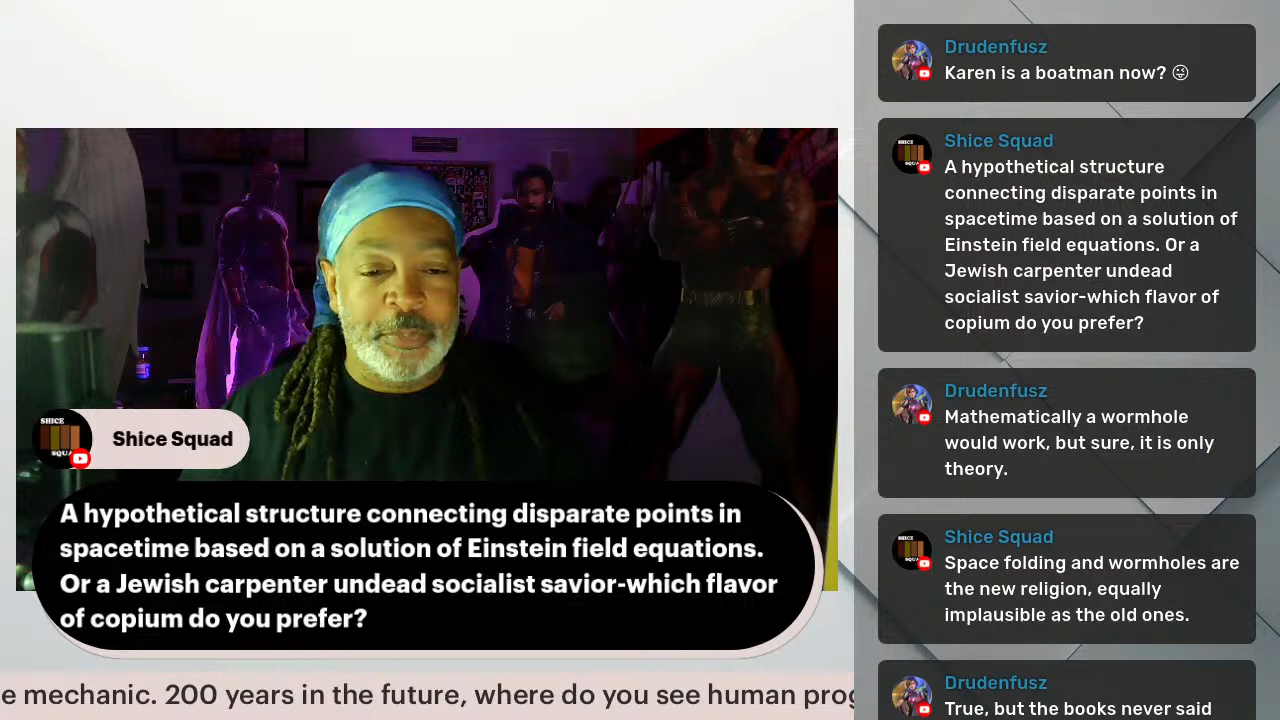 Shice Squad
A hypothetical structure connecting disparate points in
spacetime based on a solution of Einstein field equations.
Or a Jewish carpenter undead socialist savior-which flavor
of copium do you prefer?
e mechanic. 200 years in the future, where do you see human prog
Drudenfusz
Karen is a boatman now? 😜
Shice Squad
A hypothetical structure
connecting disparate points in
spacetime based on a solution of
Einstein field equations. Or a
Jewish carpenter undead
socialist savior-which flavor of
copium do you prefer?
Drudenfusz
Mathematically a wormhole
would work, but sure, it is only
theory.
Shice Squad
Space folding and wormholes are
the new religion, equally
implausible as the old ones.
Drudenfusz
True, but the books never said